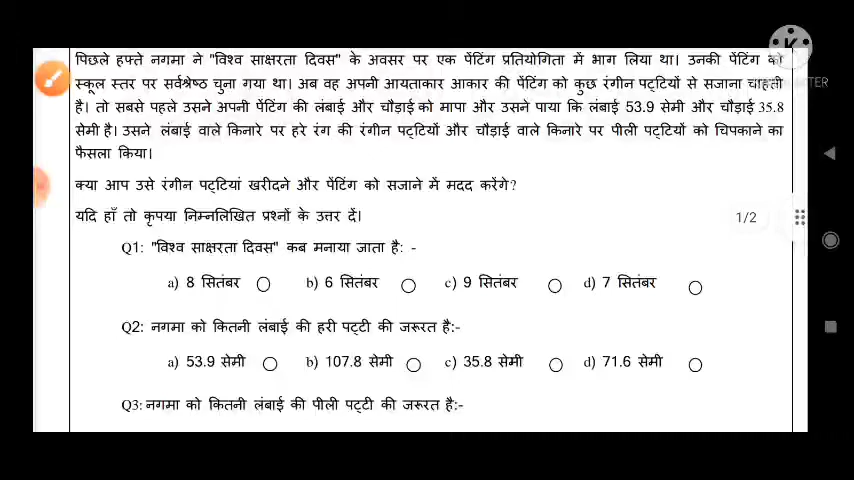 पिछले हफ्ते नगमा ने "विश्व साक्षरता दिवस" के अवसर पर एक पेंटिंग प्रतियोगिता में भाग लिया था। उनकी पेंटिंग को
स्कूल स्तर पर सर्वश्रेष्ठ चुना गया था। अब वह अपनी आयताकार आकार की पेंटिंग को कुछ रंगीन पट्टियों से सजाना चाहती
है। तो सबसे पहले उसने अपनी पेंटिंग की लंबाई और चौड़ाई को मापा और उसने पाया कि लंबाई 53.9 सेमी और चौड़ाई 35.8
सेमी है। उसने लंबाई वाले किनारे पर हरे रंग की रंगीन पट्टियों और चौड़ाई वाले किनारे पर पीली पट्टियों को चिपकाने का
फैसला किया।
क्या आप उसे रंगीन पट्टियां खरीदने और पेंटिंग को सजाने में मदद करेंगे?
यदि हाँ तो कृपया निम्नलिखित प्रश्नों के उत्तर दें।
1/2
Q1: "विश्व साक्षरता दिवस" कब मनाया जाता है: -
a) 8 सितंबर b) 6 सितंबर c) 9 सितंबर d) 7 सितंबर
Q2: नगमा को कितनी लंबाई की हरी पट्टी की जरूरत है:-
a) 53.9 सेमी b) 107.8 सेमी c) 35.8 सेमी d) 71.6 सेमी
Q3: नगमा को कितनी लंबाई की पीली पट्टी की जरूरत है:-